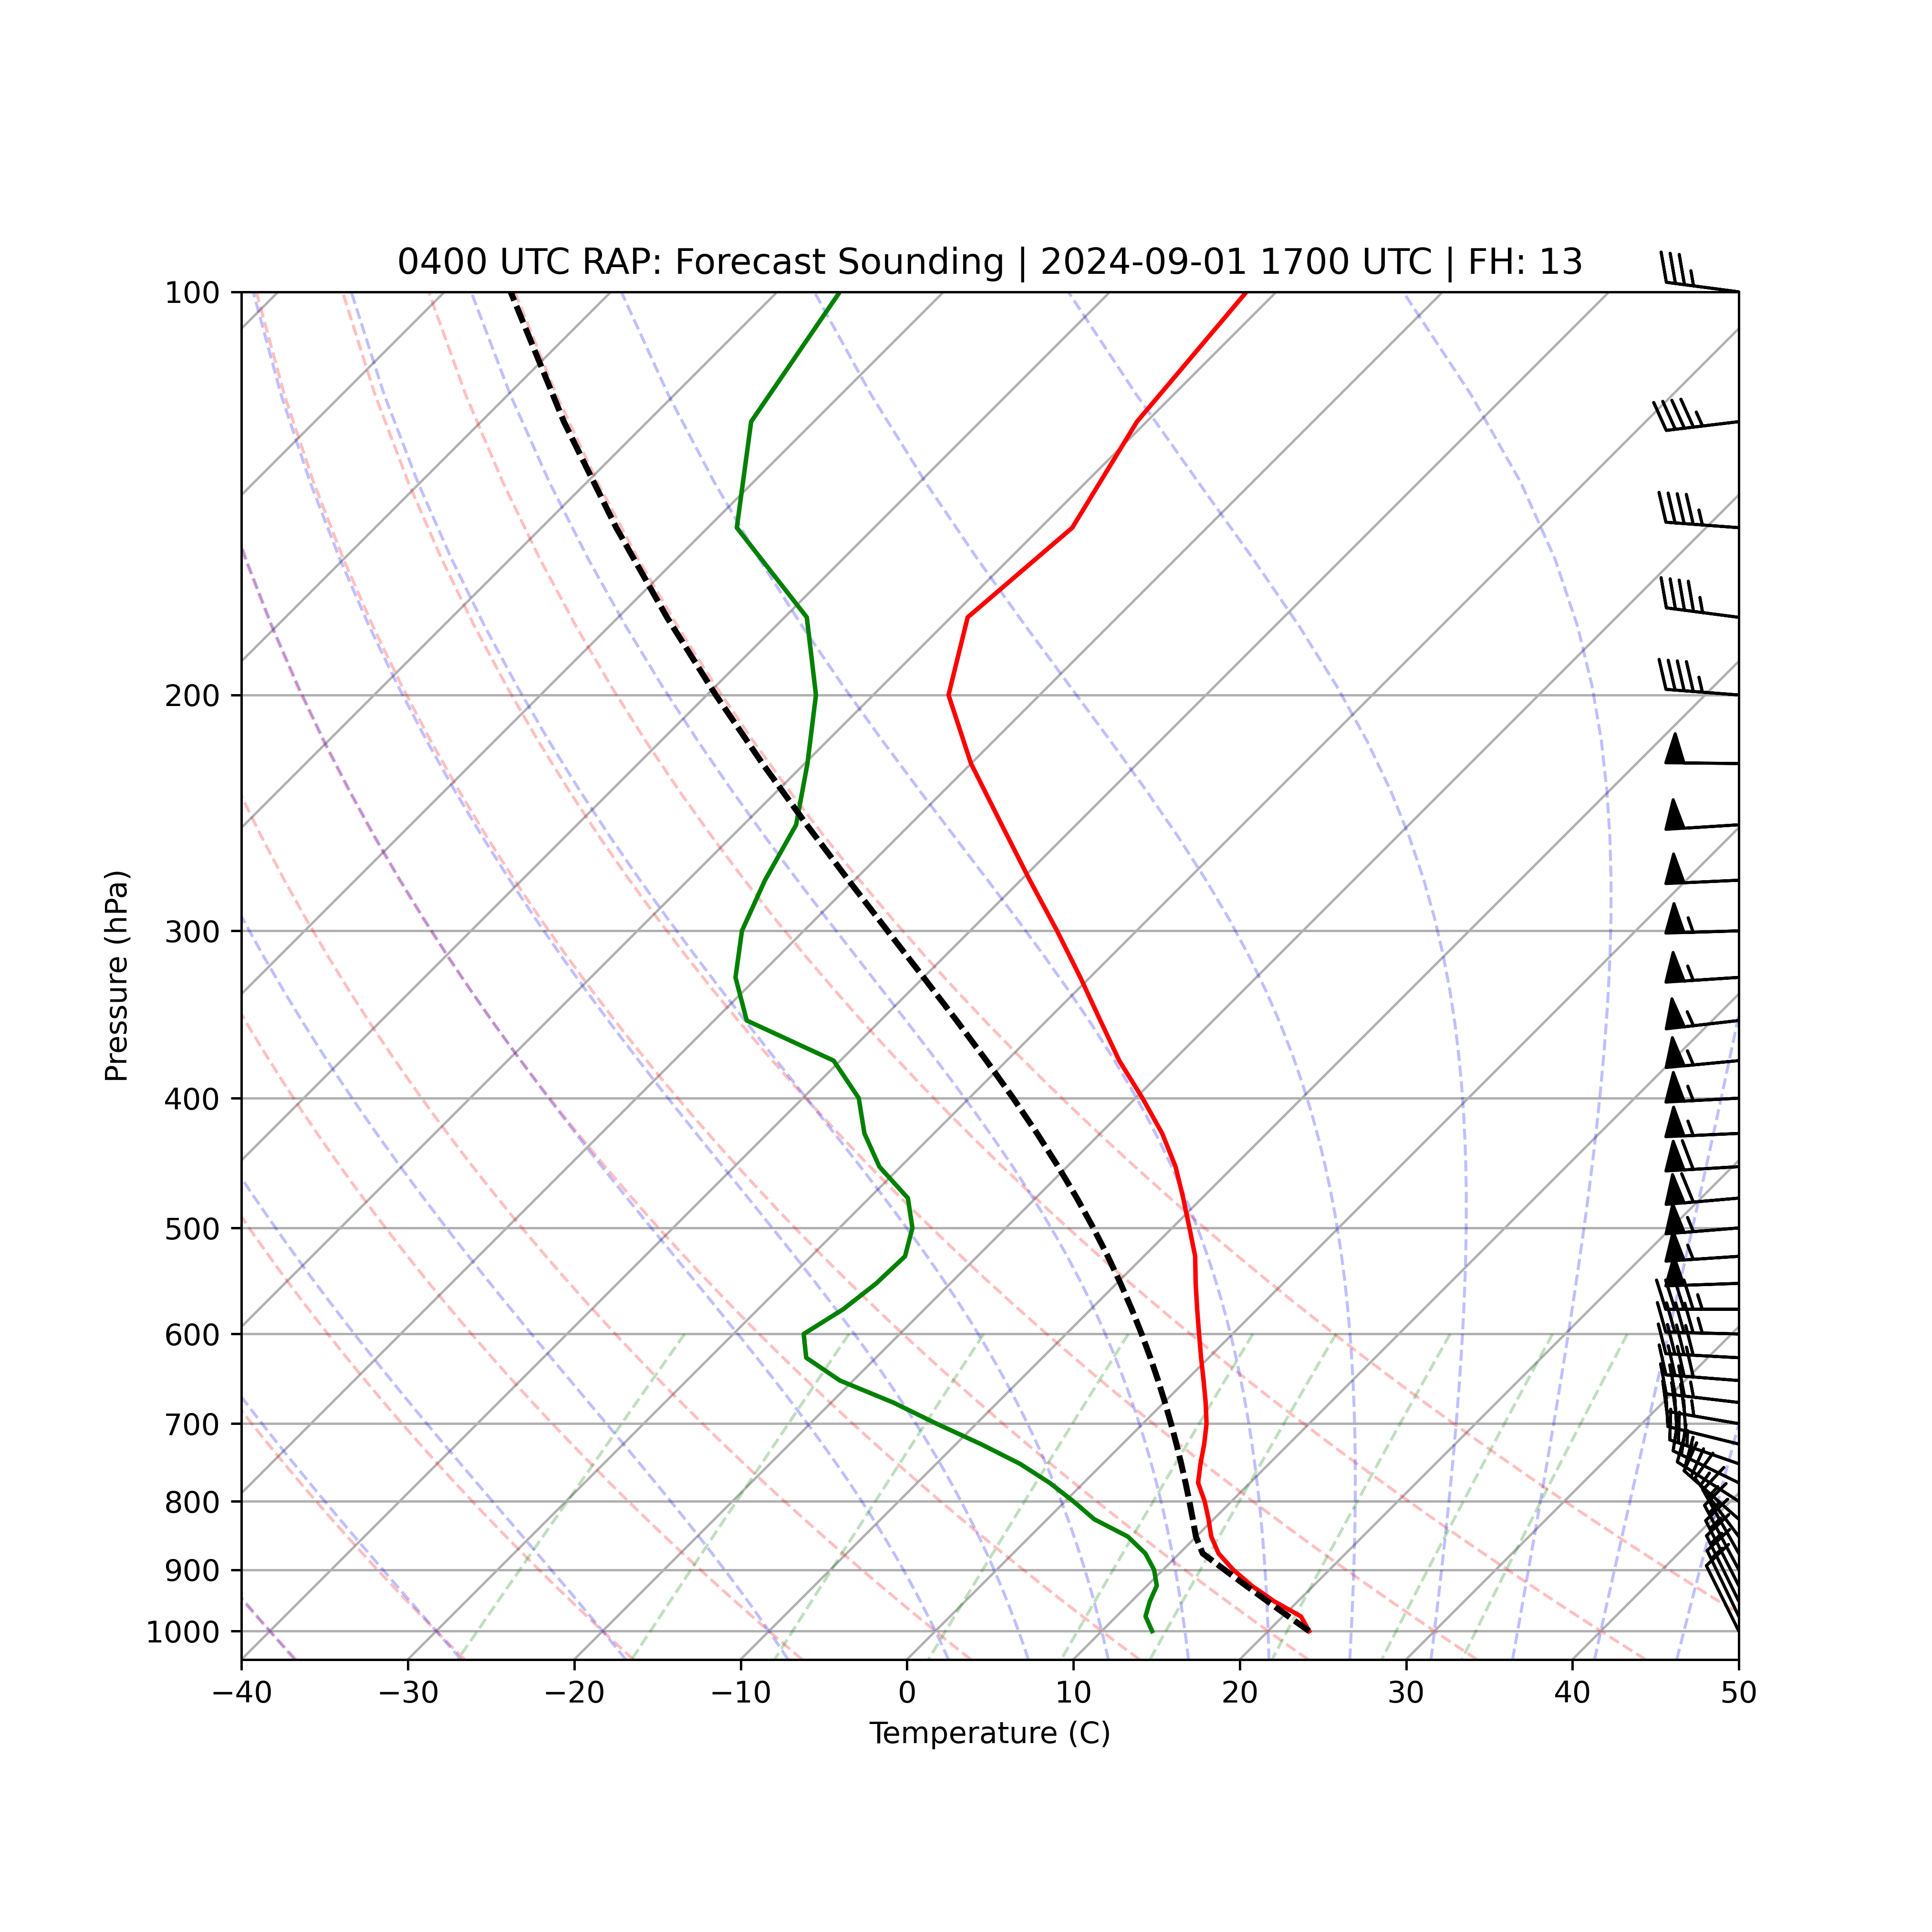 0400 UTC RAP: Forecast Sounding | 2024-09-01 1700 UTC | FH: 13
100
200
300
400
500
600
700
800
900
1000
Pressure (hPa)
−40 −30 −20 −10 0 10 20 30 40 50
Temperature (C)